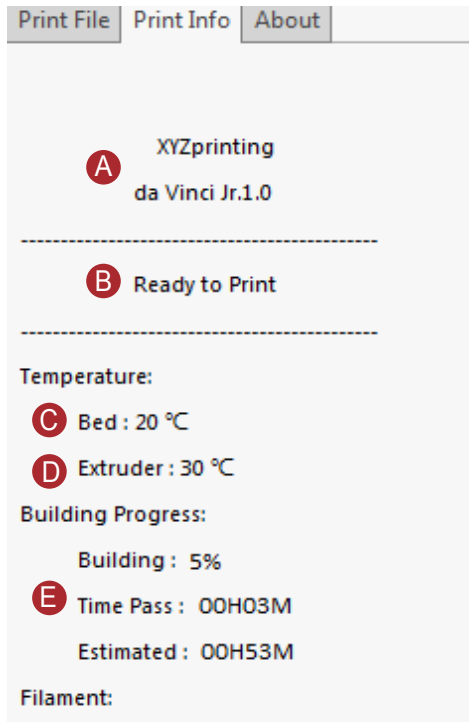 Print File Print Info About
XYZprinting
A
da Vinci Jr.1.0
--------------------------------------------
B Ready to Print
--------------------------------------------
Temperature:
C Bed : 20 ℃
D Extruder : 30 ℃
Building Progress:
Building : 5%
E Time Pass : 00H03M
Estimated : 00H53M
Filament: